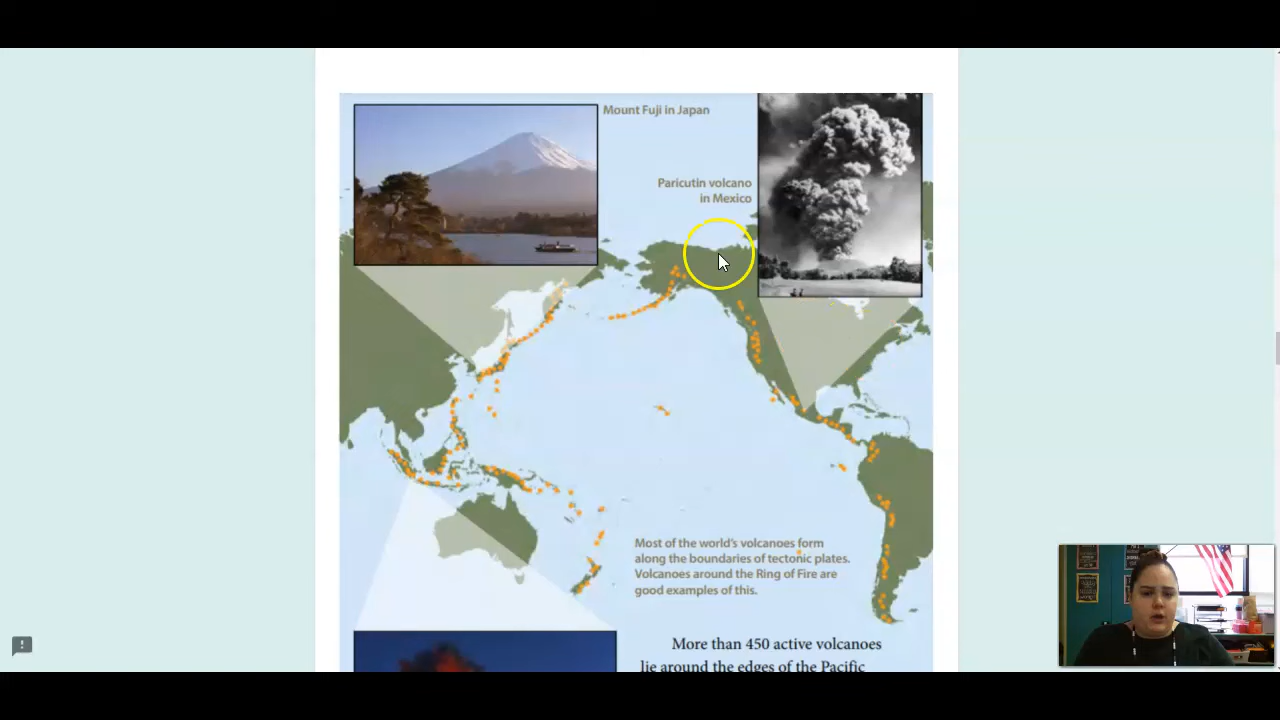 Mount Fuji in Japan
Paricutin volcano
in Mexico
Most of the world's volcanoes form
along the boundaries of tectonic plates.
Volcanoes around the Ring of Fire are
good examples of this.
More than 450 active volcanoes
lie around the edges of the Pacific